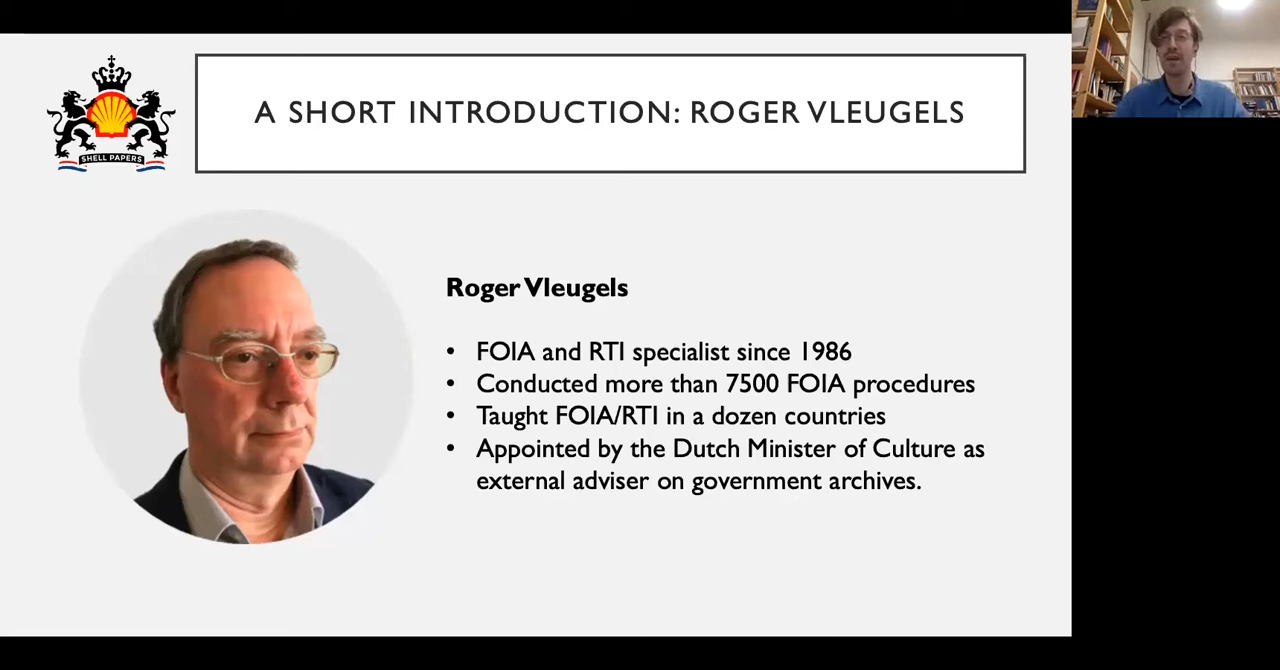 SHELL PAPERS
A SHORT INTRODUCTION: ROGER VLEUGELS
Roger Vleugels
• FOIA and RTI specialist since 1986
• Conducted more than 7500 FOIA procedures
• Taught FOIA/RTI in a dozen countries
• Appointed by the Dutch Minister of Culture as
external adviser on government archives.